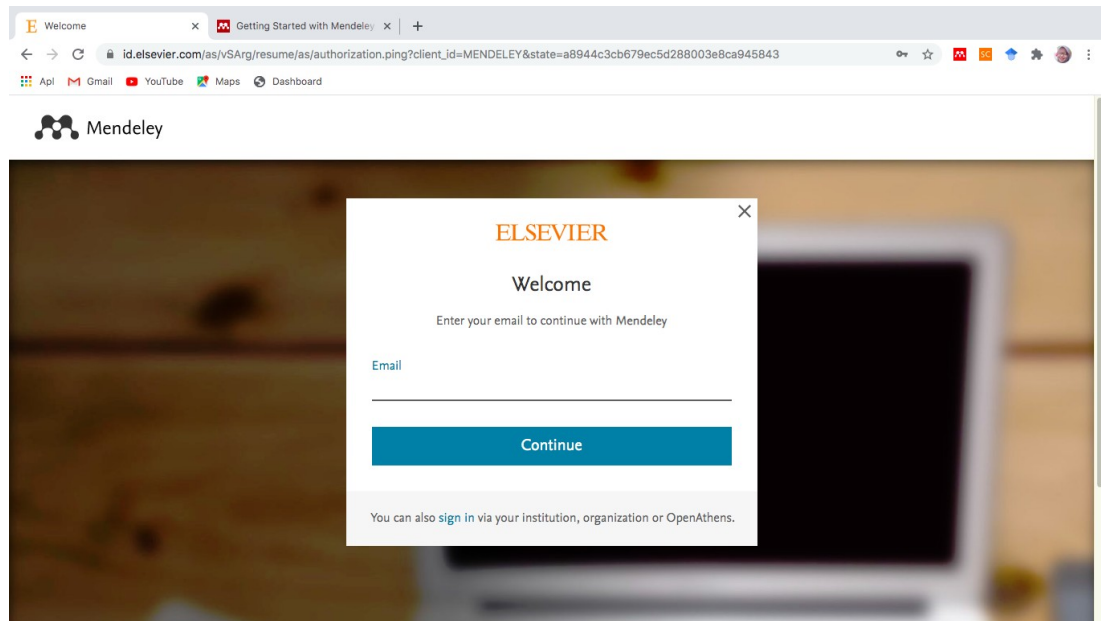 E Welcome
Getting Started with Mendeley
id.elsevier.com/as/vSArg/resume/as/authorization.ping?client_id=MENDELEY&state=a8944c3cb679ec5d288003e8ca945843
SC
Apl Gmail YouTube Maps Dashboard
Mendeley
ELSEVIER
Welcome
Enter your email to continue with Mendeley
Email
Continue
You can also sign in via your institution, organization or OpenAthens.